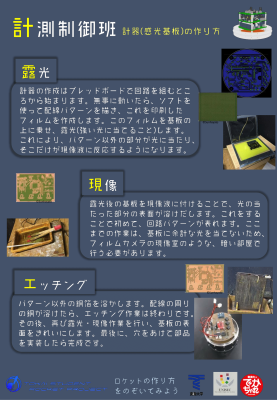 計測制御班 計器(感光基板)の作り方
露光
計器の作成はブレッドボードで回路を組むとこ
ろから始まります。無事に動いたら、ソフトを
使って配線パターンを描き、これを印刷した
フィルムを作成します。このフィルムを基板の
上に乗せ、露光(強い光に当てること)します。
これにより、パターン以外の部分が光に当たり、
そこだけが現像液に反応するようになります。
現像
露光後の基板を現像液に付けることで、光の当
たった部分の表面が溶けだします。これをする
ことで初めて、回路パターンが表れます。ここ
までの作業は、基板に余計な光を当てないため、
フィルムカメラの現像室のような、暗い部屋で
行う必要があります。
エッチング
パターン以外の銅箔を溶かします。配線の周り
の銅が溶けたら、エッチング作業は終わりです。
その後、再び露光・現像作業を行い、基板の表
面をきれいにします。最後に、穴をあけて部品
を実装したら完成です。
ロケットの作り方
をのぞいてみよう